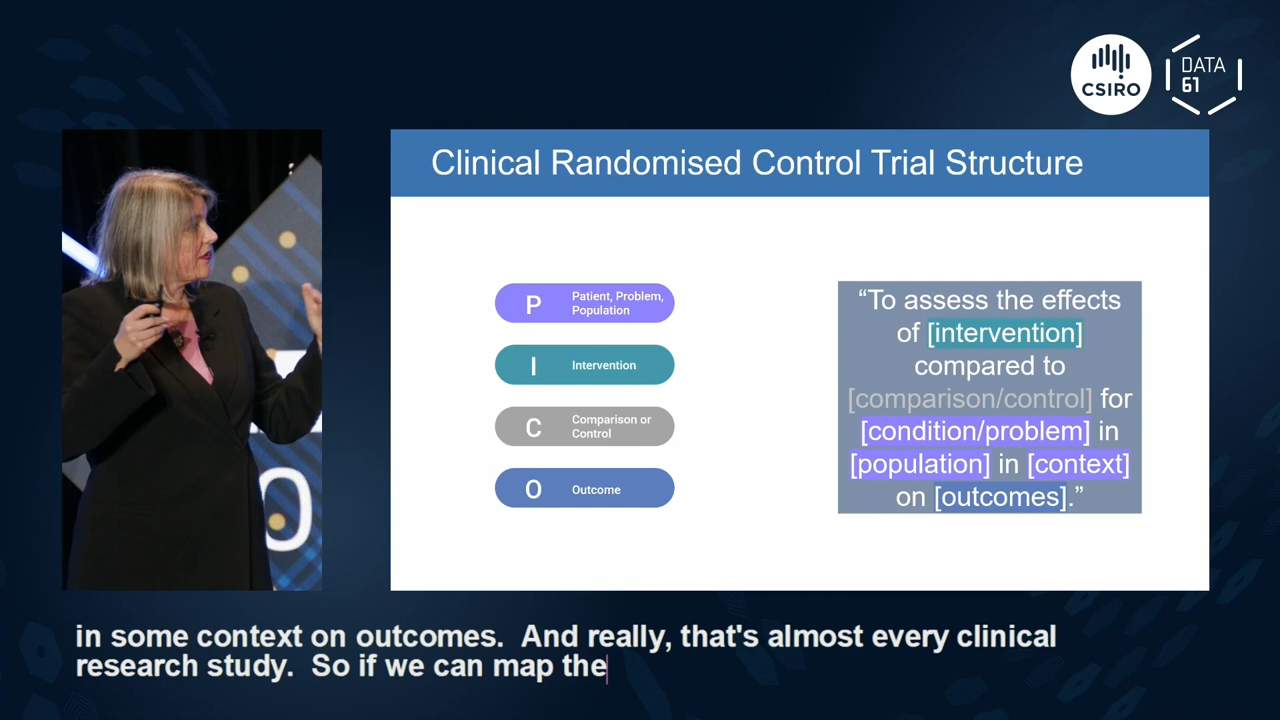 CSIRO
DATA
61
Clinical Randomised Control Trial Structure
P
Patient, Problem,
Population
I
Intervention
C
Comparison or
Control
O
Outcome
“To assess the effects
of [intervention]
compared to
[comparison/control] for
[condition/problem] in
[population] in [context]
on [outcomes].”
in some context on outcomes.  And really, that's almost every clinical
research study.  So if we can map the